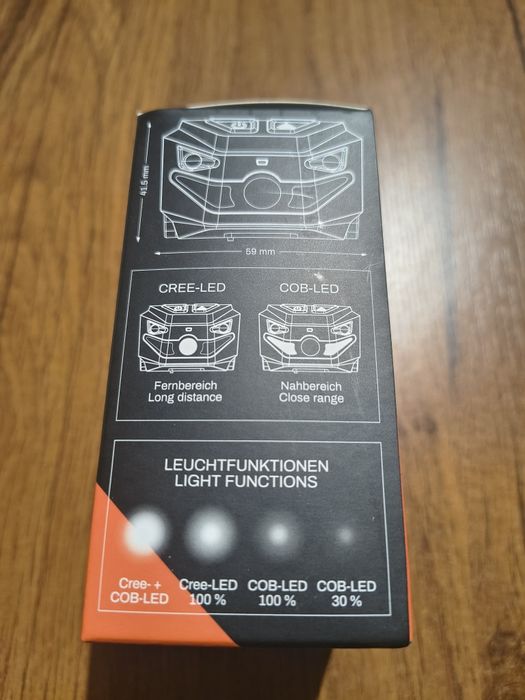 41.5 mm
59 mm
CREE-LED
COB-LED
Fernbereich
Long distance
Nahbereich
Close range
LEUCHTFUNKTIONEN
LIGHT FUNCTIONS
Cree- +
COB-LED
Cree-LED
100 %
COB-LED
100 %
COB-LED
30 %